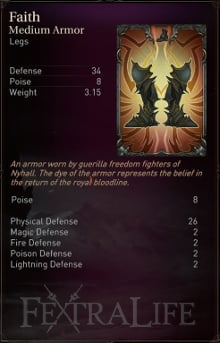 Faith
Medium Armor
Legs
Defense 34
Poise 8
Weight 3.15
An armor worn by guerilla freedom fighters of
Nyhall. The dye of the armor represents the belief in
the return of the royal bloodline.
Poise 8
Physical Defense 26
Magic Defense 2
Fire Defense 2
Poison Defense 2
Lightning Defense 2
FEXTRALIFE